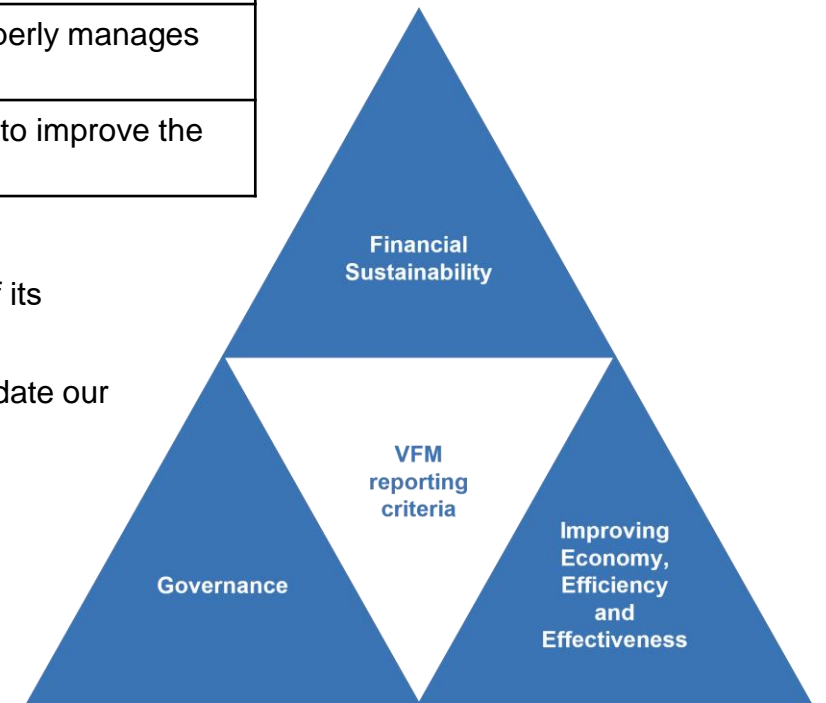 perly manages
to improve the
its
date our
Financial
Sustainability
VFM
reporting
criteria
Governance
Improving
Economy,
Efficiency
and
Effectiveness